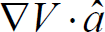 ∇V · â